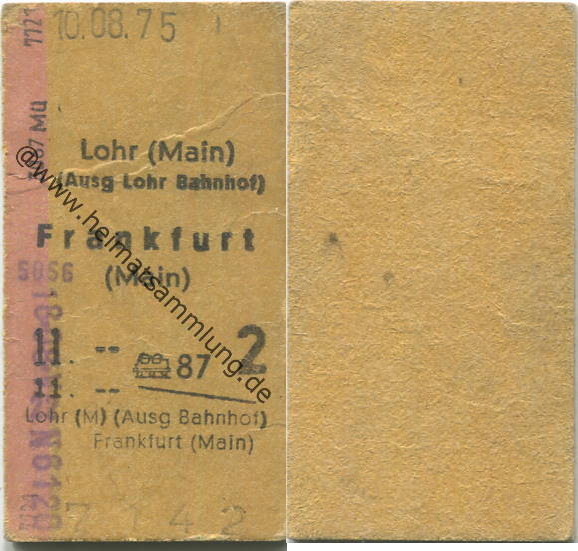 10.08.75
Lohr (Main)
(Ausg Lohr Bahnhof)
Frankfurt
(Main)
5056
11. -- 87 2
11. --
Lohr (M) (Ausg Bahnhof)
Frankfurt (Main)
7142
7721
@www.heimatsammlung.de